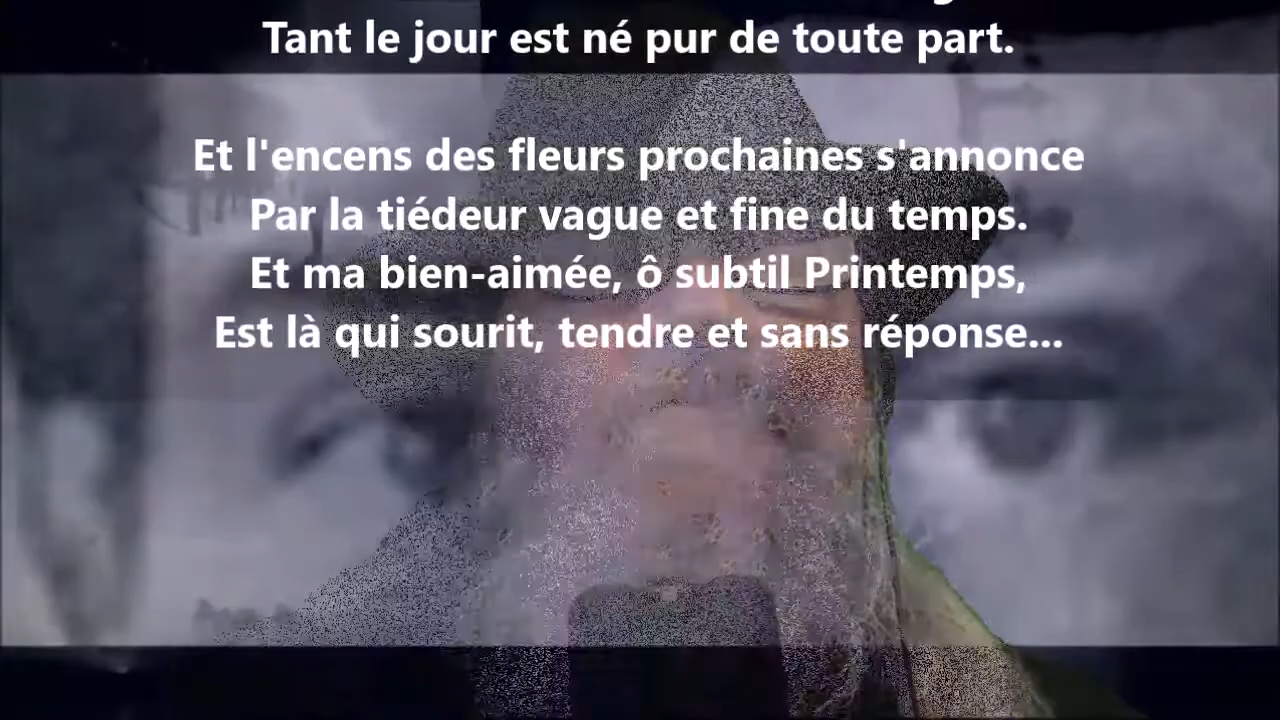 Tant le jour est né pur de toute part.
Et l'encens des fleurs prochaines s'annonce
Par la tiédeur vague et fine du temps.
Et ma bien-aimée, ô subtil Printemps,
Est là qui sourit, tendre et sans réponse...